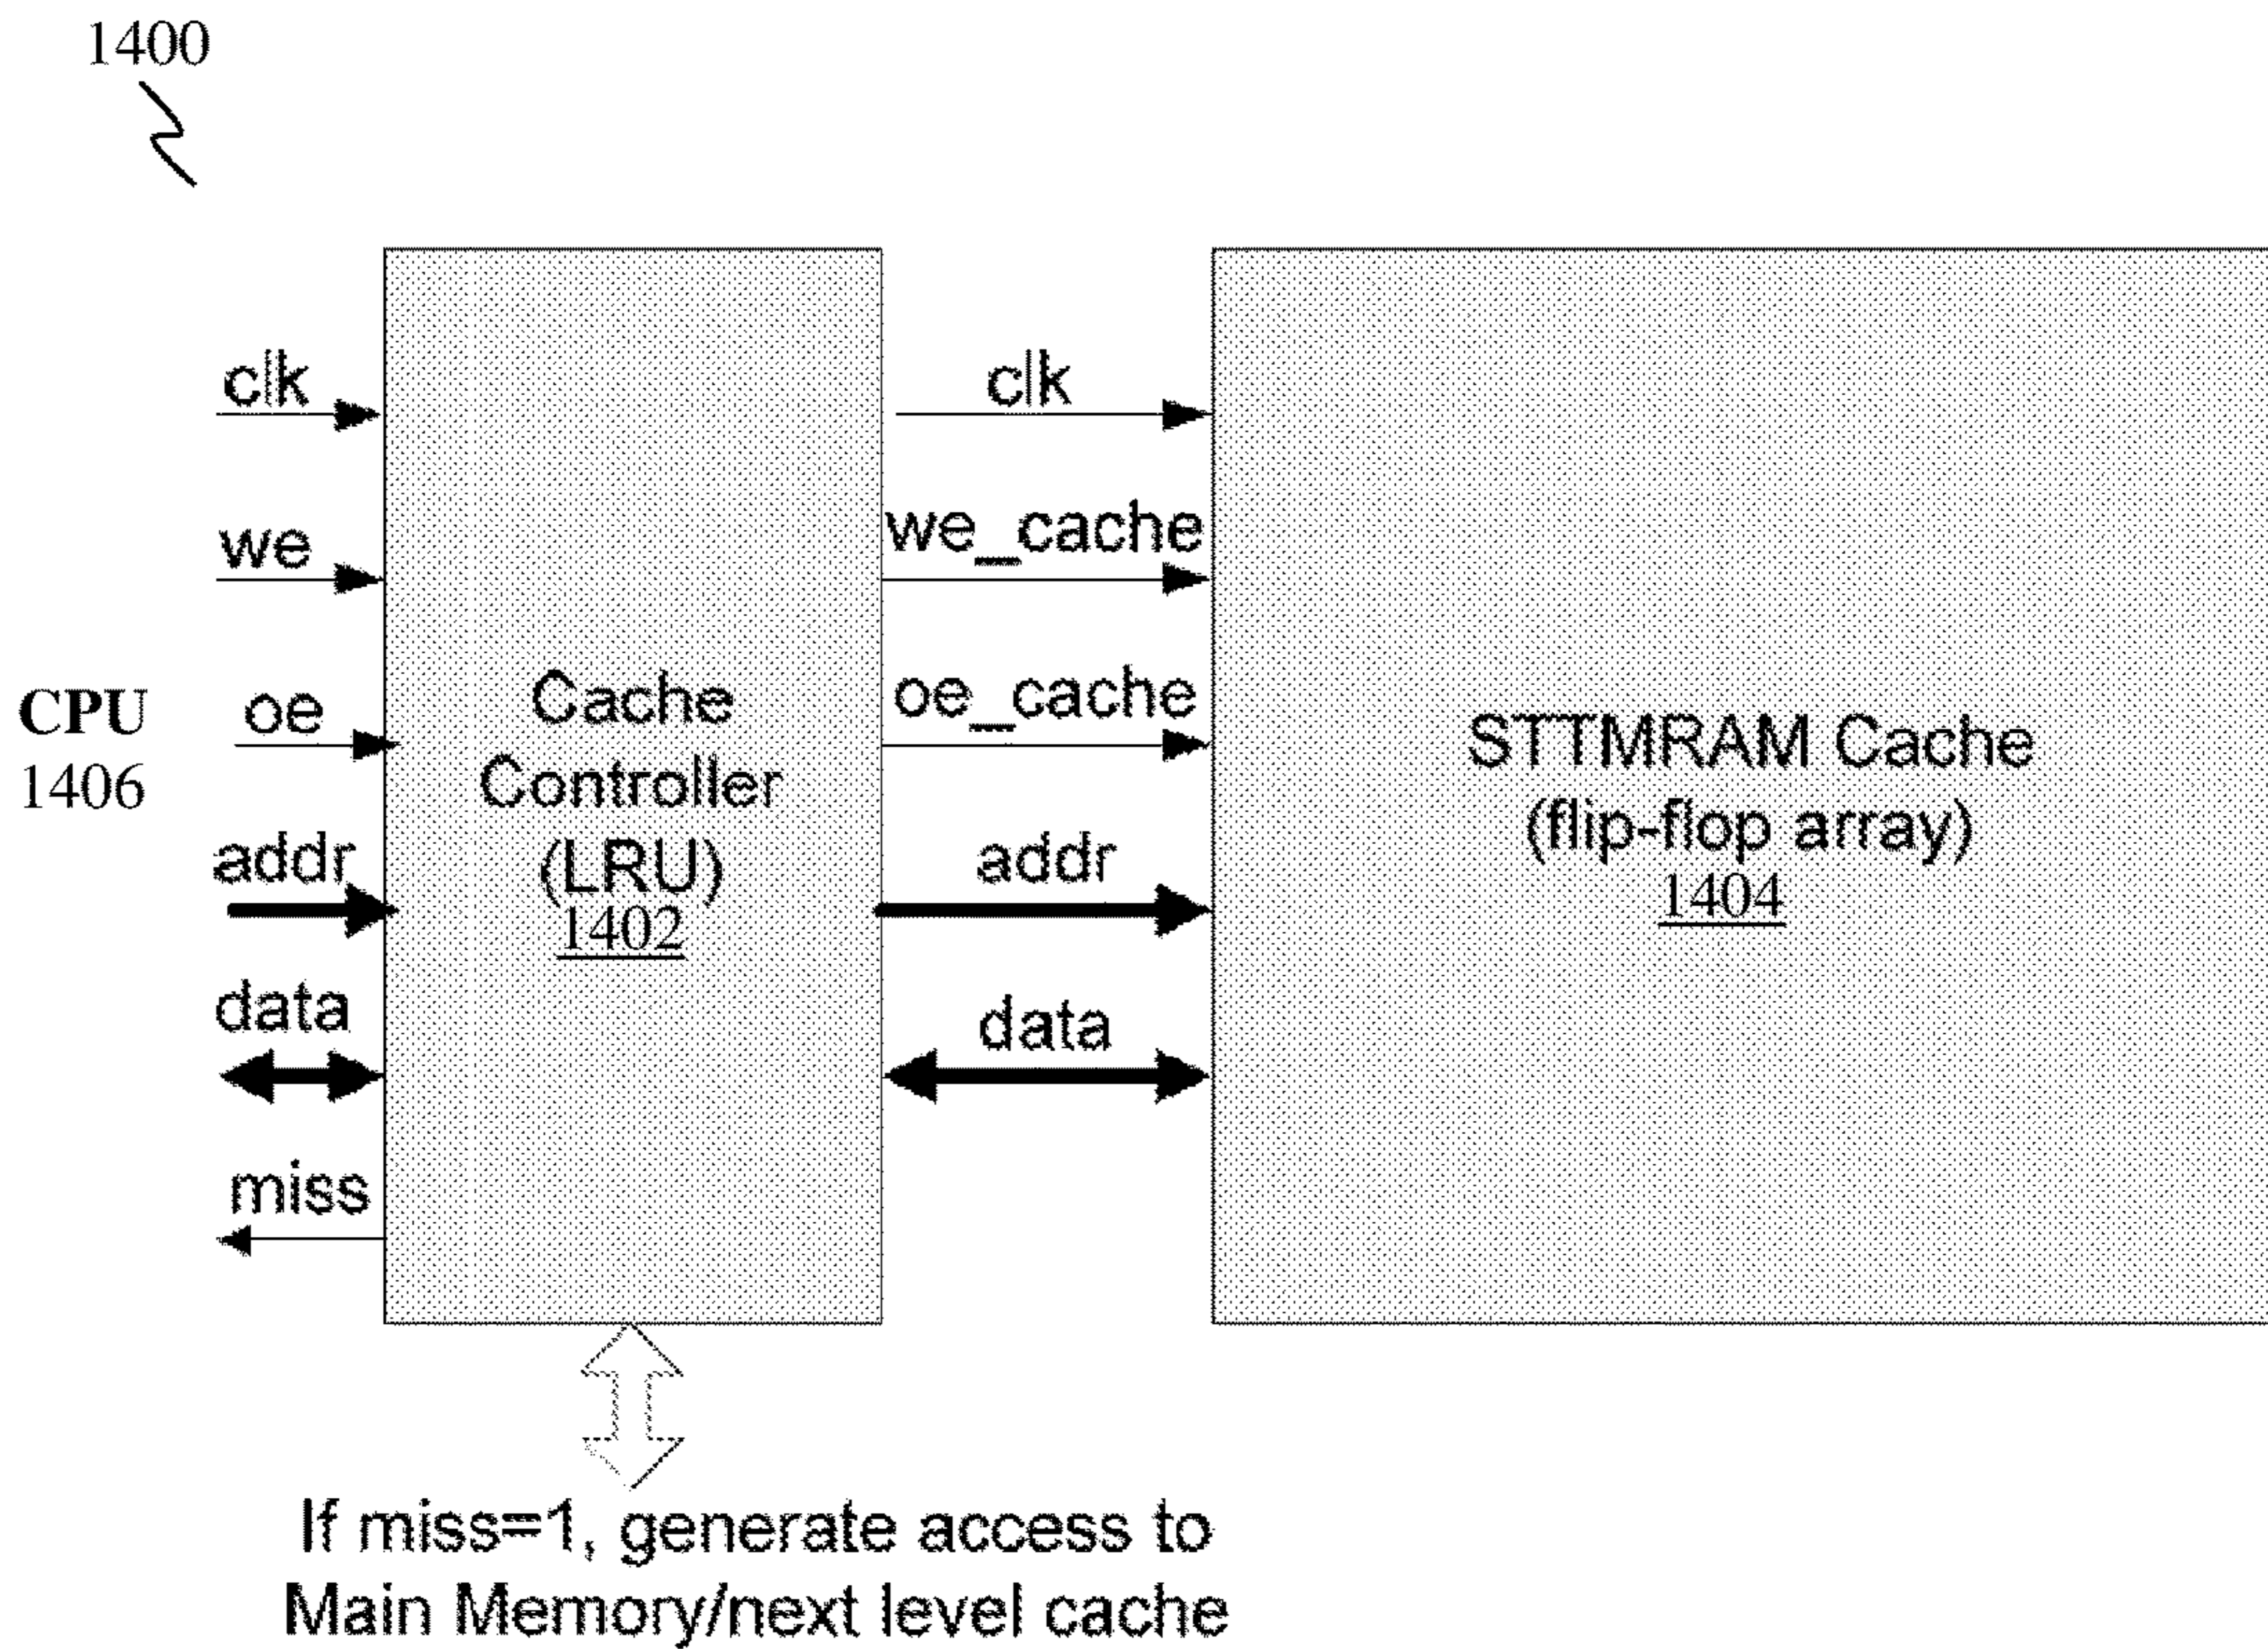 1400
clk
we
CPU
1406
oe
addr
data
miss
Cache
Controller
(LRU)
1402
clk
we_cache
oe_cache
addr
data
STTMRAM Cache
(flip-flop array)
1404
If miss=1, generate access to
Main Memory/next level cache